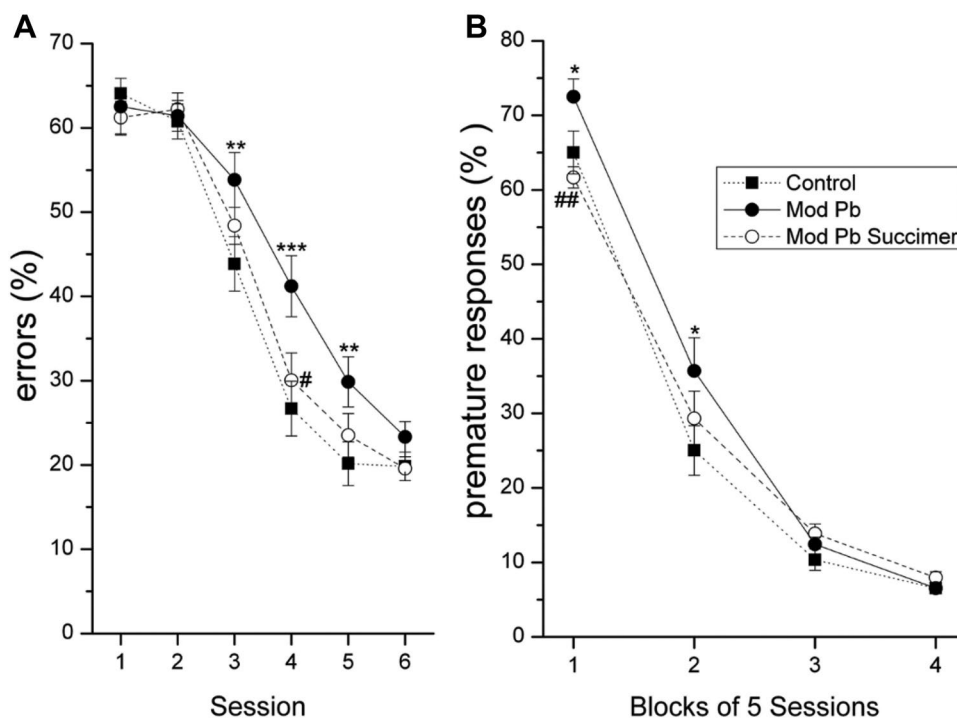 A
70
60
50
40
30
20
10
0
errors (%)
**
***
**
#
1 2 3 4 5 6
Session
B
80
70
60
50
40
30
20
10
0
premature responses (%)
*
##
*
Control
Mod Pb
Mod Pb Succimer
1 2 3 4
Blocks of 5 Sessions